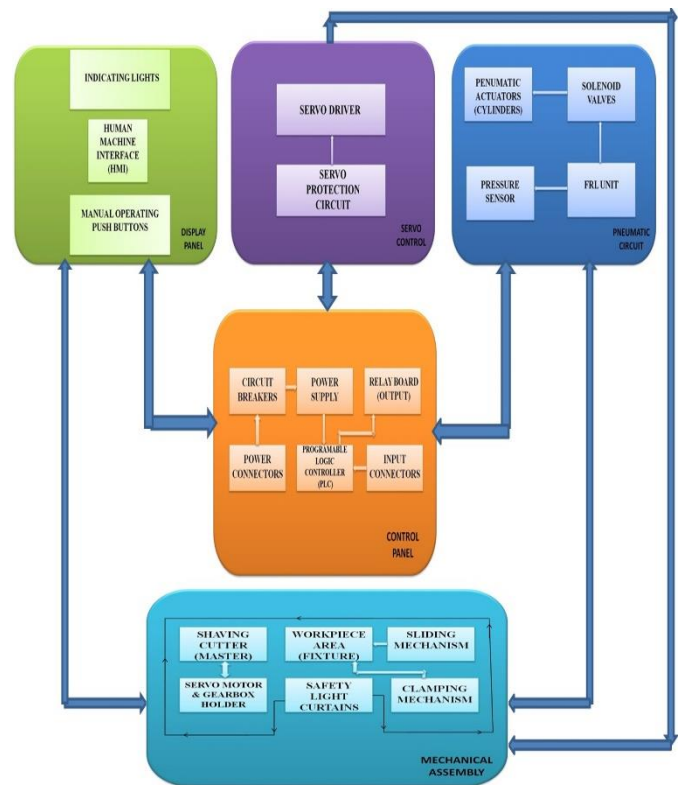 INDICATING LIGHTS
HUMAN
MACHINE
INTERFACE
(HMI)
MANUAL OPERATING
PUSH BUTTONS
DISPLAY
PANEL
SERVO DRIVER
SERVO
PROTECTION
CIRCUIT
SERVO
CONTROL
PENUMATIC
ACTUATORS
(CYLINDERS)
SOLENOID
VALVES
PRESSURE
SENSOR
FRL UNIT
PNEUMATIC
CIRCUIT
CIRCUIT
BREAKERS
POWER
SUPPLY
RELAY BOARD
(OUTPUT)
POWER
CONNECTORS
PROGRAMABLE
LOGIC
CONTROLLER
(PLC)
INPUT
CONNECTORS
CONTROL
PANEL
SHAVING
CUTTER
(MASTER)
WORKPIECE
AREA
(FIXTURE)
SLIDING
MECHANISM
SERVO MOTOR
& GEARBOX
HOLDER
SAFETY
LIGHT
CURTAINS
CLAMPING
MECHANISM
MECHANICAL
ASSEMBLY